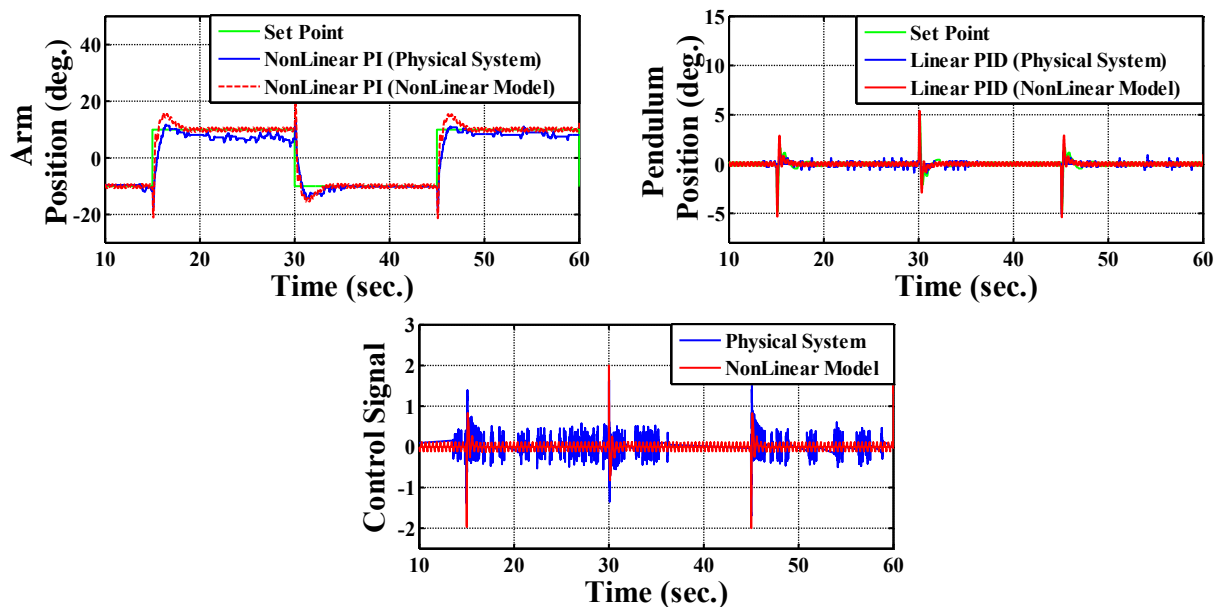 Arm
Position (deg.)
40
20
0
-20
Set Point
NonLinear PI (Physical System)
NonLinear PI (NonLinear Model)
10 20 30 40 50 60
Time (sec.)
Pendulum
Position (deg.)
15
10
5
0
-5
Set Point
Linear PID (Physical System)
Linear PID (NonLinear Model)
10 20 30 40 50 60
Time (sec.)
Control Signal
3
2
1
0
-1
-2
Physical System
NonLinear Model
10 20 30 40 50 60
Time (sec.)